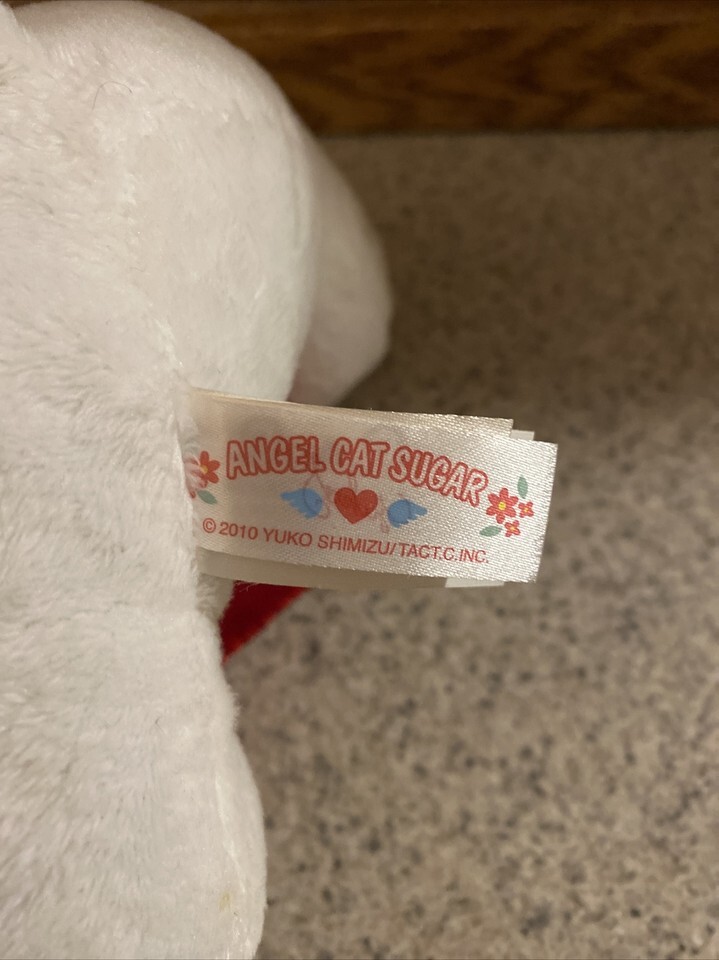 ANGEL CAT SUGAR
© 2010 YUKO SHIMIZU/TACT.C.INC.